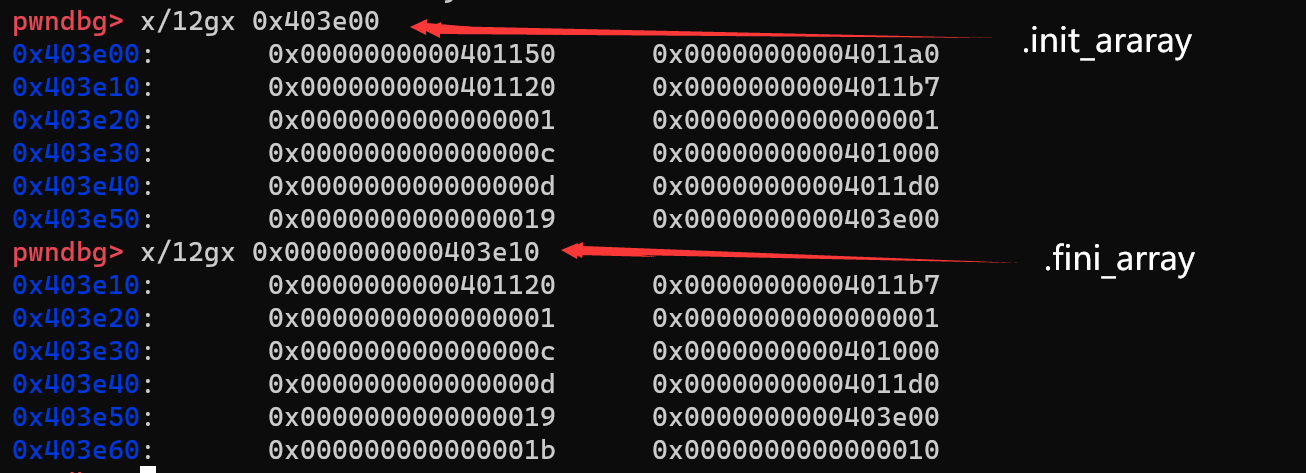 pwndbg> x/12gx 0x403e00
.init_araray
0x403e00: 0x0000000000401150 0x00000000004011a0
0x403e10: 0x0000000000401120 0x00000000004011b7
0x403e20: 0x0000000000000001 0x0000000000000001
0x403e30: 0x000000000000000c 0x0000000000401000
0x403e40: 0x000000000000000d 0x00000000004011d0
0x403e50: 0x0000000000000019 0x0000000000403e00
pwndbg> x/12gx 0x0000000000403e10
.fini_array
0x403e10: 0x0000000000401120 0x00000000004011b7
0x403e20: 0x0000000000000001 0x0000000000000001
0x403e30: 0x000000000000000c 0x0000000000401000
0x403e40: 0x000000000000000d 0x00000000004011d0
0x403e50: 0x0000000000000019 0x0000000000403e00
0x403e60: 0x000000000000001b 0x0000000000000010